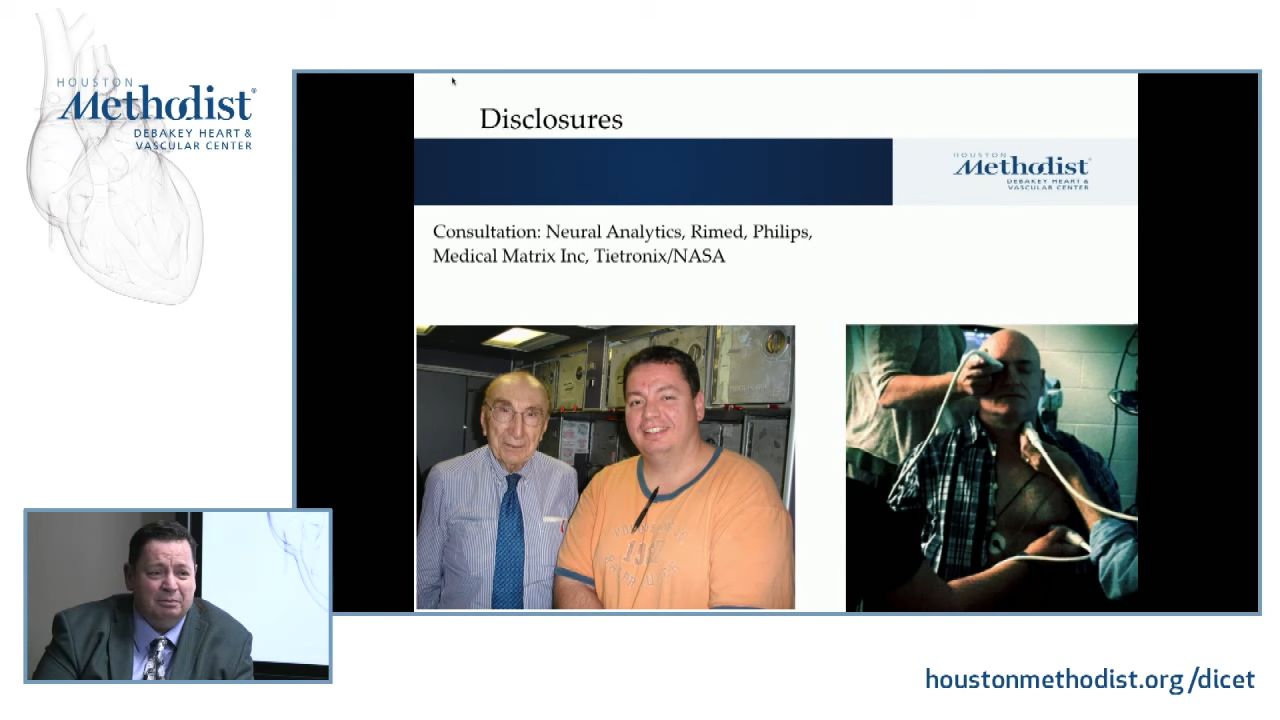 HOUSTON
Methodist®
DEBAKEY HEART &
VASCULAR CENTER
Disclosures
HOUSTON
Methodist
DEBAKEY HEART &
VASCULAR CENTER
Consultation: Neural Analytics, Rimed, Philips,
Medical Matrix Inc, Tietronix/NASA
houstonmethodist.org/dicet